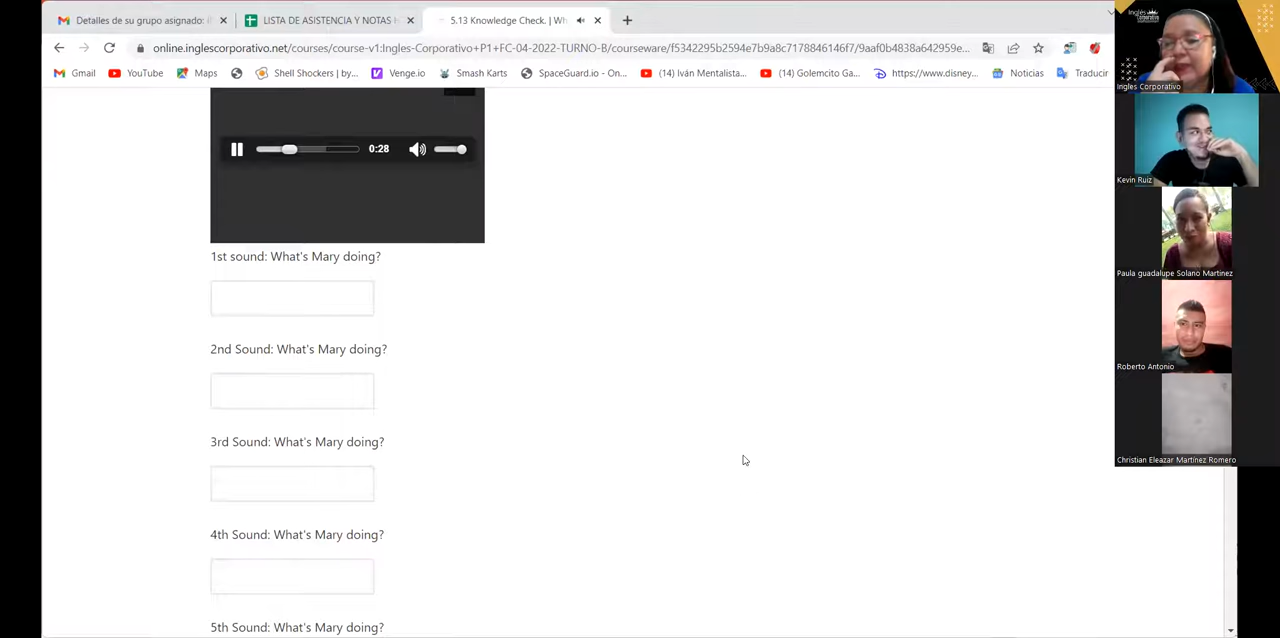 Detalles de su grupo asignado: i
LISTA DE ASISTENCIA Y NOTAS
5.13 Knowledge Check. | Wh
online.inglescorporativo.net/courses/course-v1:Ingles-Corporativo+P1+FC-04-2022-TURNO-B/courseware/f5342295b2594e7b9a8c7178846146f7/9aaf0b4838a642959e...
Gmail
YouTube
Maps
Shell Shockers | by...
Venge.io
Smash Karts
SpaceGuard.io - On...
(14) Iván Mentalista...
(14) Golemcito Ga...
https://www.disney...
Noticias
Traducir
0:28
1st sound: What's Mary doing?
2nd Sound: What's Mary doing?
3rd Sound: What's Mary doing?
4th Sound: What's Mary doing?
5th Sound: What's Mary doing?
Inglés
Corporativo
Ingles Corporativo
Kevin Ruiz
Paula guadalupe Solano Martinez
Roberto Antonio
Christian Eleazar Martínez Romero